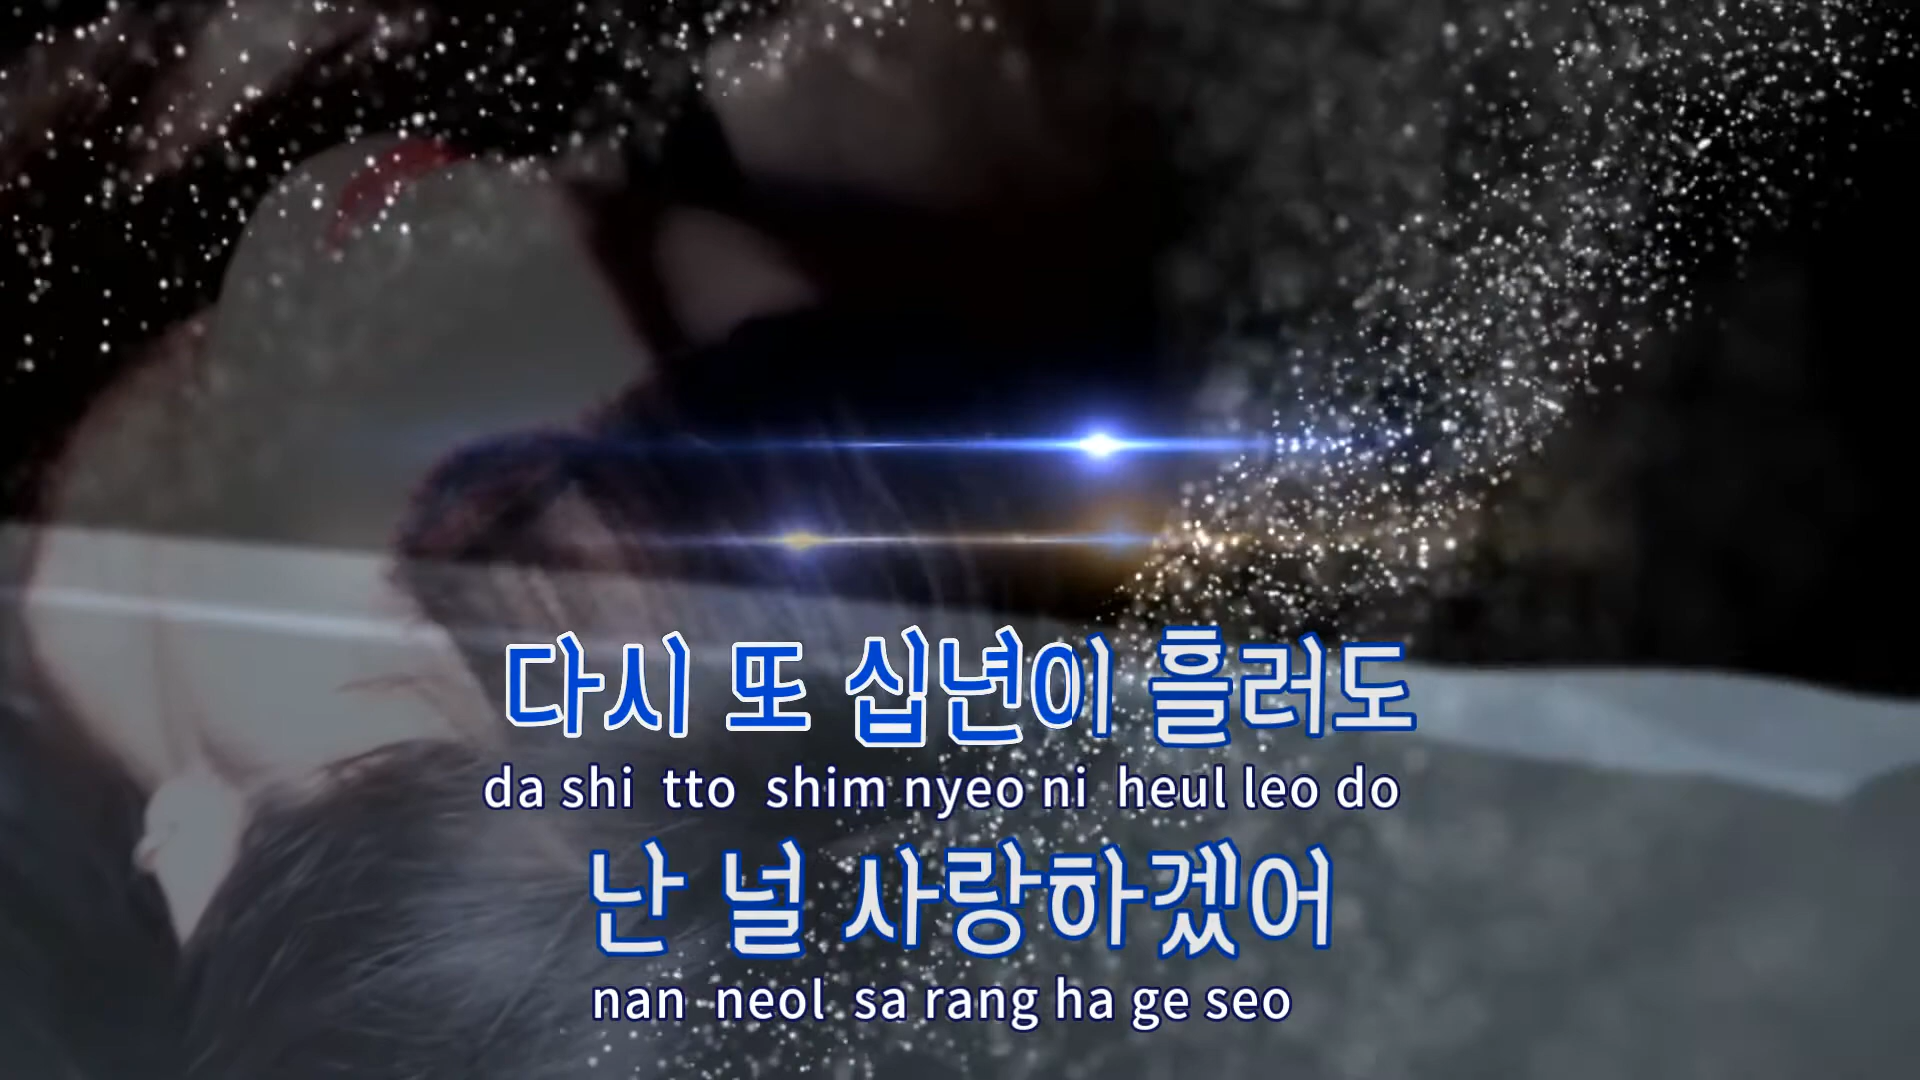 다시 또 십년이 흘러도
da shi tto shim nyeo ni heul leo do
난 널 사랑하겠어
nan neol sa rang ha ge seo